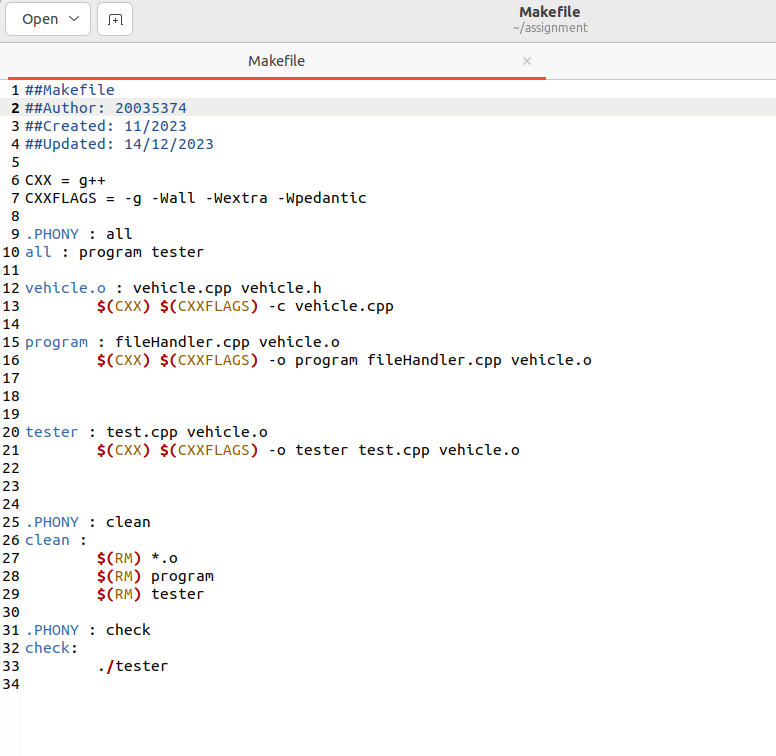 Open
Makefile
~/assignment
Makefile
1 ##Makefile
2 ##Author: 20035374
3 ##Created: 11/2023
4 ##Updated: 14/12/2023
5
6 CXX = g++
7 CXXFLAGS = -g -Wall -Wextra -Wpedantic
8
9 .PHONY : all
10 all : program tester
11
12 vehicle.o : vehicle.cpp vehicle.h
13         $(CXX) $(CXXFLAGS) -c vehicle.cpp
14
15 program : fileHandler.cpp vehicle.o
16         $(CXX) $(CXXFLAGS) -o program fileHandler.cpp vehicle.o
17
18
19
20 tester : test.cpp vehicle.o
21         $(CXX) $(CXXFLAGS) -o tester test.cpp vehicle.o
22
23
24
25 .PHONY : clean
26 clean :
27         $(RM) *.o
28         $(RM) program
29         $(RM) tester
30
31 .PHONY : check
32 check:
33         ./tester
34